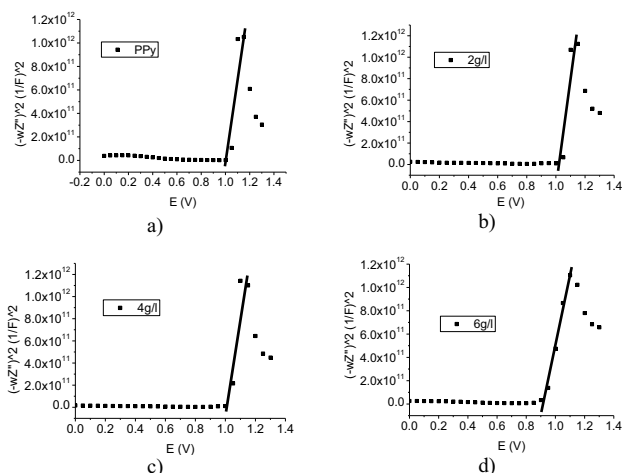 1.2x10^12
1.0x10^12
8.0x10^11
6.0x10^11
4.0x10^11
2.0x10^11
0.0
(-wZ'')^2 (1/F)^2
PPy
-0.2 0.0 0.2 0.4 0.6 0.8 1.0 1.2 1.4
E (V)
a)
1.2x10^12
1.0x10^12
8.0x10^11
6.0x10^11
4.0x10^11
2.0x10^11
0.0
(-wZ'')^2 (1/F)^2
2g/l
0.0 0.2 0.4 0.6 0.8 1.0 1.2 1.4
E (V)
b)
1.2x10^12
1.0x10^12
8.0x10^11
6.0x10^11
4.0x10^11
2.0x10^11
0.0
(-wZ'')^2 (1/F)^2
4g/l
0.0 0.2 0.4 0.6 0.8 1.0 1.2 1.4
E (V)
c)
1.2x10^12
1.0x10^12
8.0x10^11
6.0x10^11
4.0x10^11
2.0x10^11
0.0
(-wZ'')^2 (1/F)^2
6g/l
0.0 0.2 0.4 0.6 0.8 1.0 1.2 1.4
E (V)
d)